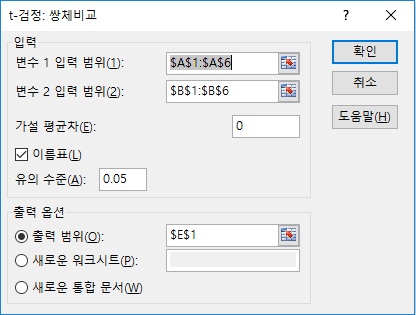 t-검정: 쌍체비교
?
입력
변수 1 입력 범위(1): $A$1:$A$6
변수 2 입력 범위(2): $B$1:$B$6
가설 평균차(E): 0
이름표(L)
유의 수준(A): 0.05
확인
취소
도움말(H)
출력 옵션
출력 범위(O): $E$1
새로운 워크시트(P):
새로운 통합 문서(W)